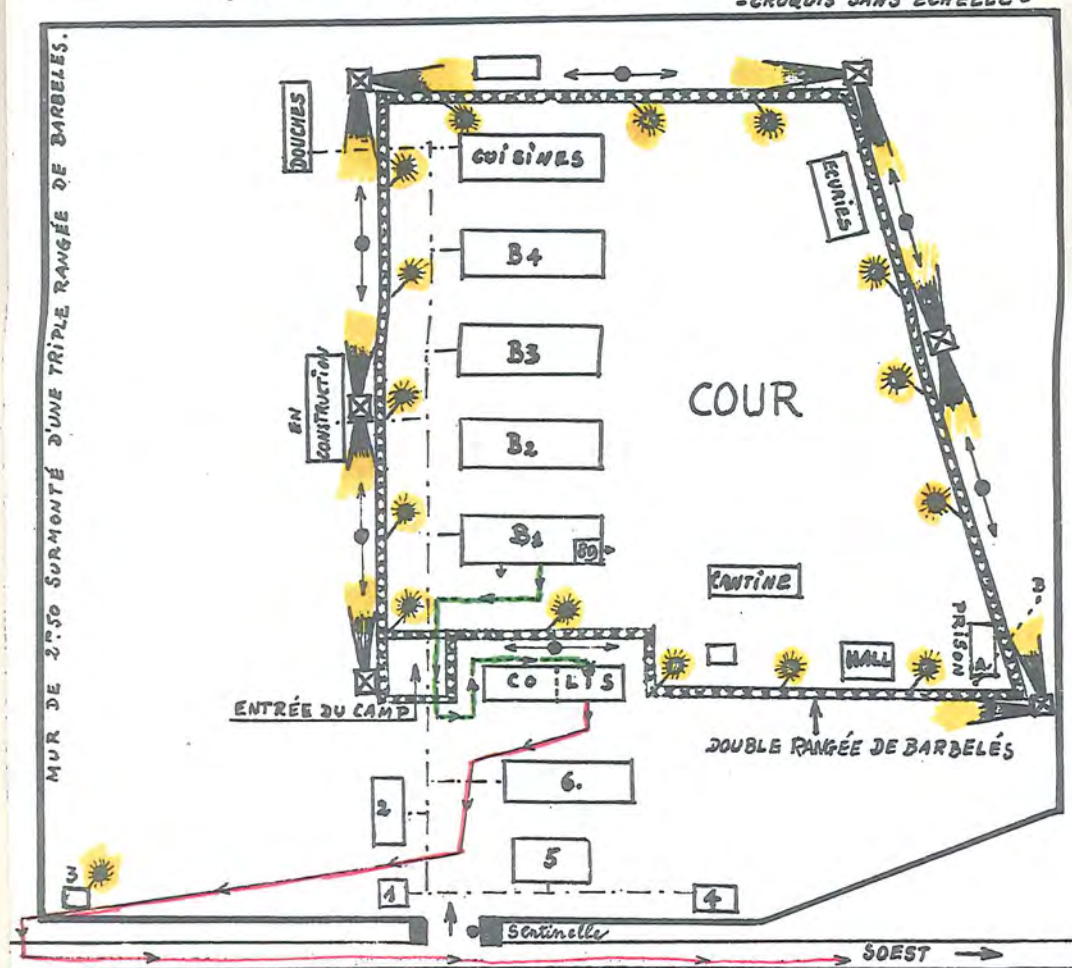 -CROQUIS SANS ECHELLE-
MUR DE 2m50 SURMONTÉ D'UNE TRIPLE RANGÉE DE BARBELÉS.
DOUCHES
CUISINES
ECURIES
B4
B3
EN
CONSTRUCTION
COUR
B2
B1
89
CANTINE
PRISON
HALL
COLIS
ENTRÉE DU CAMP
DOUBLE RANGÉE DE BARBELÉS
6.
2
5
3
1
4
Sentinelle
SOEST